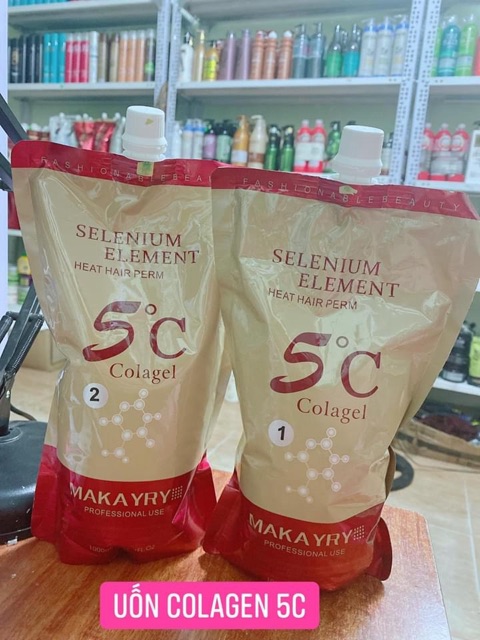 FASHIONABLEBEAU
SELENIUM
ELEMENT
HEAT HAIR PERM
5°C
Colagel
2
MAKAYRY
PROFESSIONAL USE
FASHIONABLEBEAUTY
SELENIUM
ELEMENT
HEAT HAIR PERM
5°C
Colagel
1
MAKAYRY
PROFESSIONAL USE
UỐN COLAGEN 5C